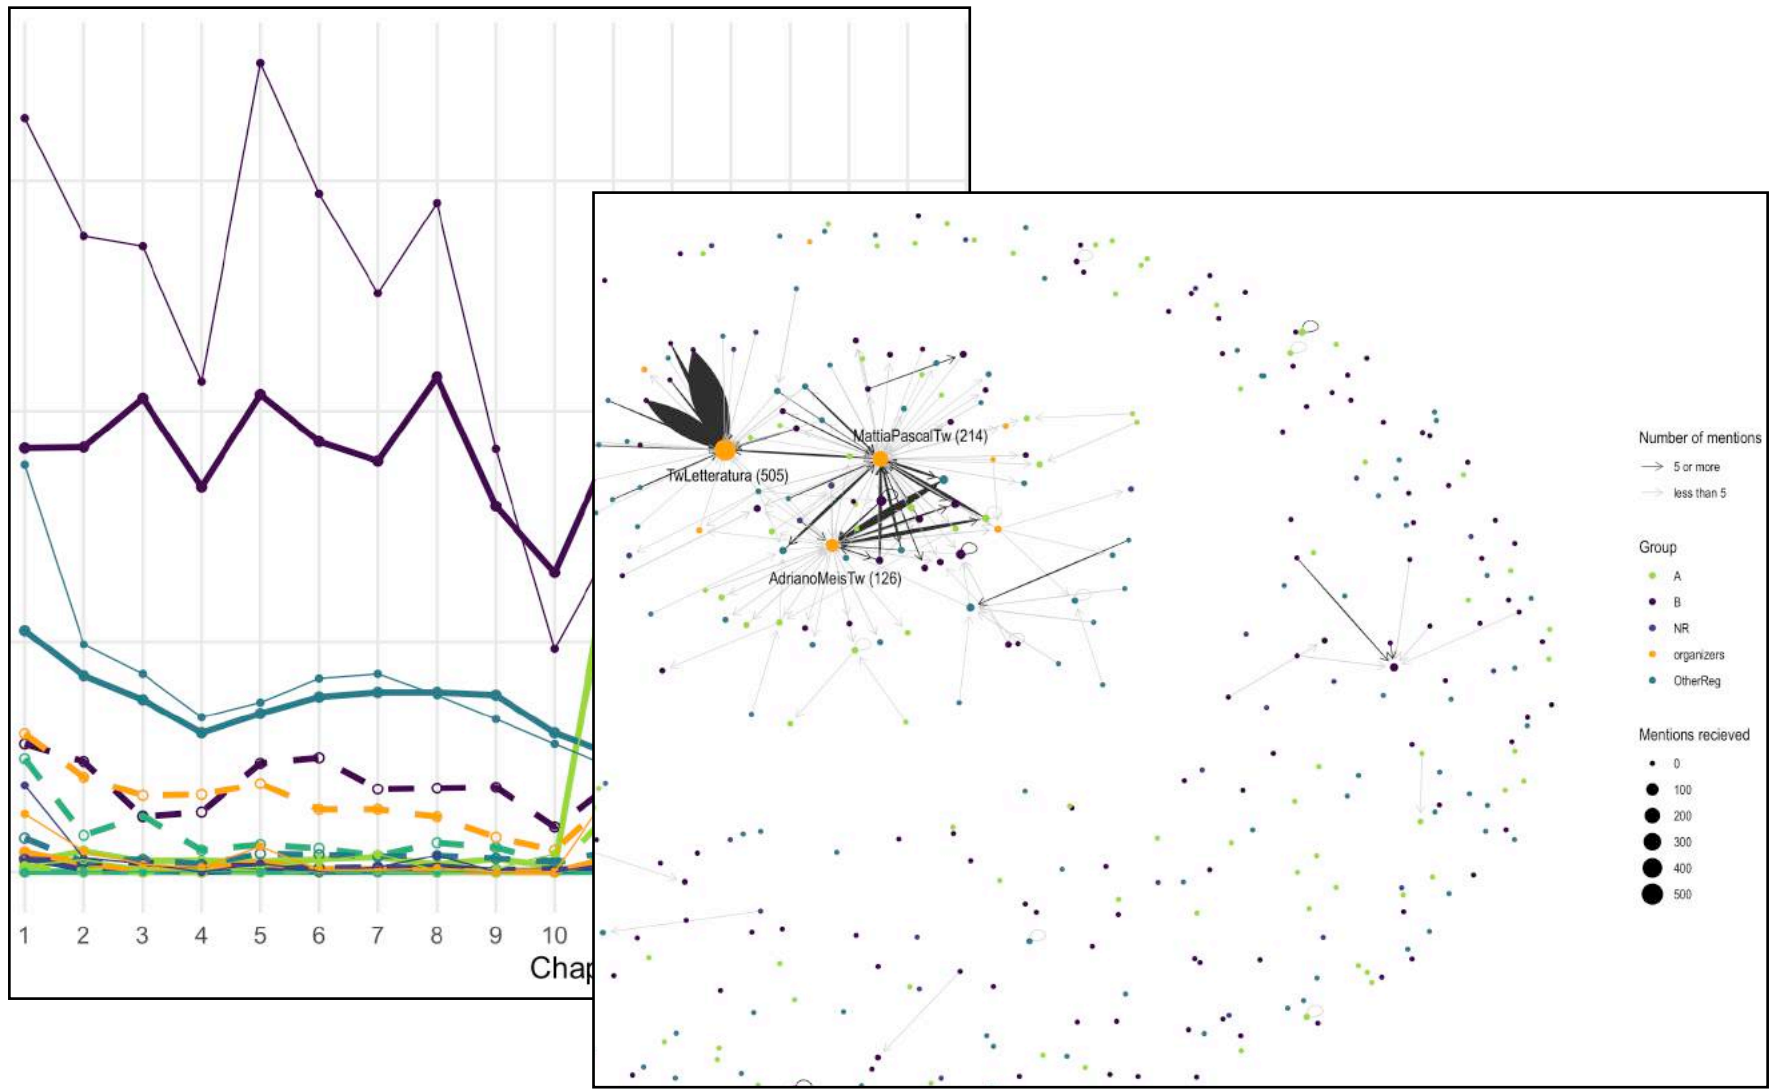 1 2 3 4 5 6 7 8 9 10
Chap
MattiaPascalTw (214)
TwLetteratura (505)
AdrianoMeisTw (126)
Number of mentions
5 or more
less than 5
Group
A
B
NR
organizers
OtherReg
Mentions recieved
0
100
200
300
400
500